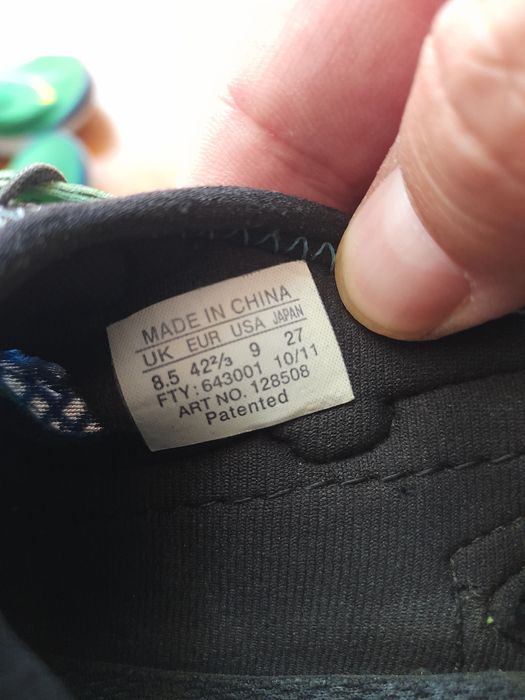 MADE IN CHINA
UK EUR USA JAPAN
8.5 42⅔ 9 27
FTY: 643001 10/11
ART NO. 128508
Patented